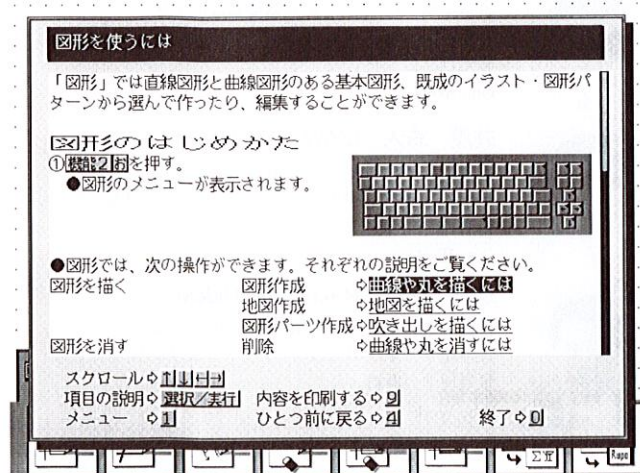 図形を使うには
「図形」では直線図形と曲線図形のある基本図形、既成のイラスト・図形パ
ターンから選んで作ったり、編集することができます。
図形のはじめかた
①機能2おを押す。
●図形のメニューが表示されます。
●図形では、次の操作ができます。それぞれの説明をご覧ください。
図形を描く 図形作成 ⇨曲線や丸を描くには
地図作成 ⇨地図を描くには
図形パーツ作成⇨吹き出しを描くには
図形を消す 削除 ⇨曲線や丸を消すには
スクロール⇨↑↓←→
項目の説明⇨選択/実行 内容を印刷する⇨9
メニュー ⇨1 ひとつ前に戻る⇨4 終了⇨0